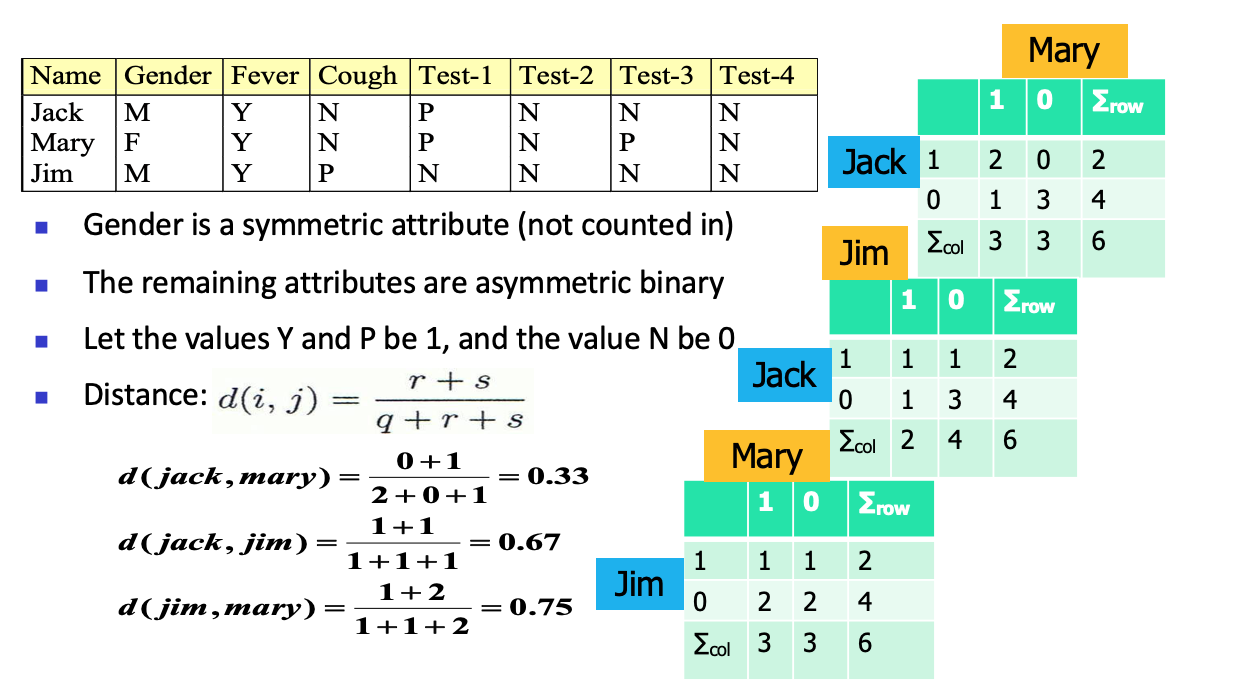 Name Gender Fever Cough Test-1 Test-2 Test-3 Test-4
Jack M Y N P N N N
Mary F Y N P N P N
Jim M Y P N N N N
■ Gender is a symmetric attribute (not counted in)
■ The remaining attributes are asymmetric binary
■ Let the values Y and P be 1, and the value N be 0
■ Distance: d(i, j) = r + s
q + r + s
d(jack, mary) = 0+1
2+0+1
= 0.33
d(jack, jim) = 1+1
1+1+1
= 0.67
d(jim, mary) = 1+2
1+1+2
= 0.75
Mary
1 0 Σrow
Jack 1 2 0 2
0 1 3 4
Σcol 3 3 6
Jim
1 0 Σrow
Jack 1 1 1 2
0 1 3 4
Σcol 2 4 6
Mary
1 0 Σrow
Jim 1 1 1 2
0 2 2 4
Σcol 3 3 6